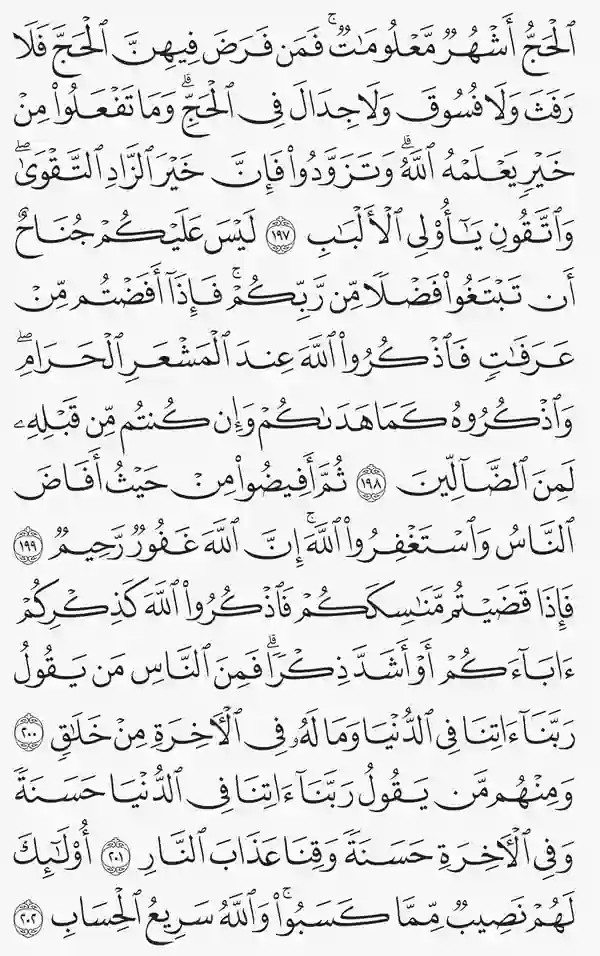 ٱلۡحَجُّ أَشۡهُرٞ مَّعۡلُومَٰتٞۚ فَمَن فَرَضَ فِيهِنَّ ٱلۡحَجَّ فَلَا
رَفَثَ وَلَا فُسُوقَ وَلَا جِدَالَ فِي ٱلۡحَجِّۗ وَمَا تَفۡعَلُواْ مِنۡ
خَيۡرٖ يَعۡلَمۡهُ ٱللَّهُۗ وَتَزَوَّدُواْ فَإِنَّ خَيۡرَ ٱلزَّادِ ٱلتَّقۡوَىٰۖ
وَٱتَّقُونِ يَٰٓأُوْلِي ٱلۡأَلۡبَٰبِ ١٩٧ لَيۡسَ عَلَيۡكُمۡ جُنَاحٌ
أَن تَبۡتَغُواْ فَضۡلٗا مِّن رَّبِّكُمۡۚ فَإِذَآ أَفَضۡتُم مِّنۡ
عَرَفَٰتٖ فَٱذۡكُرُواْ ٱللَّهَ عِندَ ٱلۡمَشۡعَرِ ٱلۡحَرَامِۖ
وَٱذۡكُرُوهُ كَمَا هَدَىٰكُمۡ وَإِن كُنتُم مِّن قَبۡلِهِۦ
لَمِنَ ٱلضَّآلِّينَ ١٩٨ ثُمَّ أَفِيضُواْ مِنۡ حَيۡثُ أَفَاضَ
ٱلنَّاسُ وَٱسۡتَغۡفِرُواْ ٱللَّهَۚ إِنَّ ٱللَّهَ غَفُورٞ رَّحِيمٞ ١٩٩
فَإِذَا قَضَيۡتُم مَّنَٰسِكَكُمۡ فَٱذۡكُرُواْ ٱللَّهَ كَذِكۡرِكُمۡ
ءَابَآءَكُمۡ أَوۡ أَشَدَّ ذِكۡرٗاۗ فَمِنَ ٱلنَّاسِ مَن يَقُولُ
رَبَّنَآ ءَاتِنَا فِي ٱلدُّنۡيَا وَمَا لَهُۥ فِي ٱلۡأٓخِرَةِ مِنۡ خَلَٰقٖ ٢٠٠
وَمِنۡهُم مَّن يَقُولُ رَبَّنَآ ءَاتِنَا فِي ٱلدُّنۡيَا حَسَنَةٗ
وَفِي ٱلۡأٓخِرَةِ حَسَنَةٗ وَقِنَا عَذَابَ ٱلنَّارِ ٢٠١ أُوْلَٰٓئِكَ
لَهُمۡ نَصِيبٞ مِّمَّا كَسَبُواْۚ وَٱللَّهُ سَرِيعُ ٱلۡحِسَابِ ٢٠٢